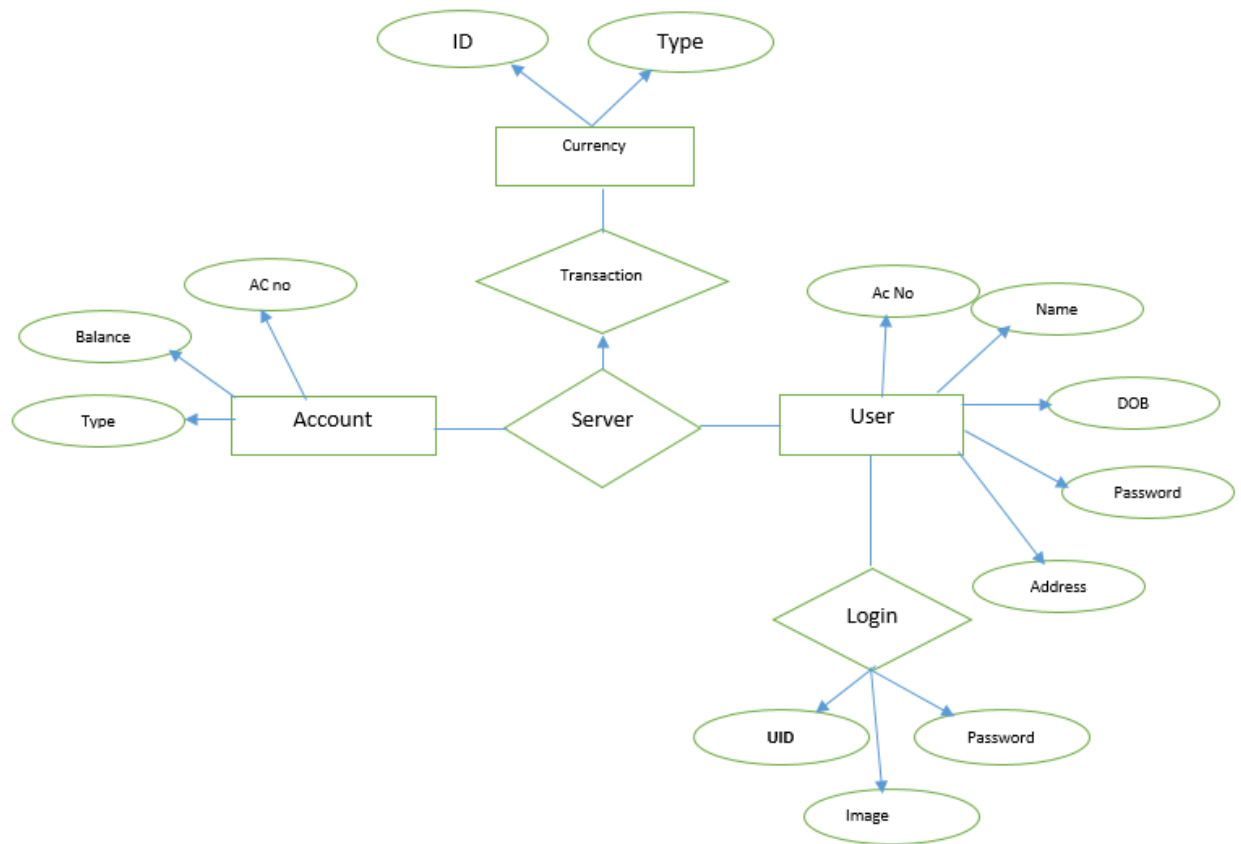 ID
Type
Currency
Transaction
AC no
Ac No
Name
Balance
DOB
Type
Account
Server
User
Password
Address
Login
UID
Password
Image